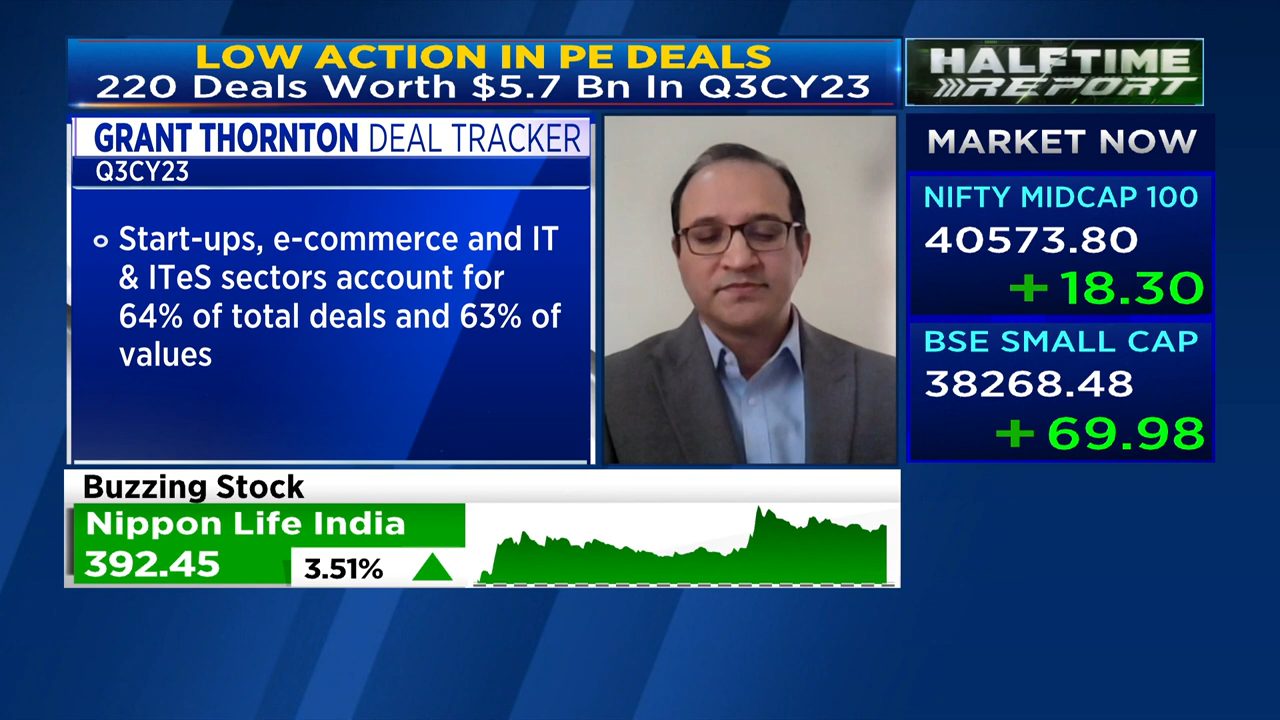 LOW ACTION IN PE DEALS
220 Deals Worth $5.7 Bn In Q3CY23
HALFTIME
REPORT
GRANT THORNTON DEAL TRACKER
Q3CY23
Start-ups, e-commerce and IT
& ITeS sectors account for
64% of total deals and 63% of
values
MARKET NOW
NIFTY MIDCAP 100
40573.80
+ 18.30
BSE SMALL CAP
38268.48
+ 69.98
Buzzing Stock
Nippon Life India
392.45
3.51%